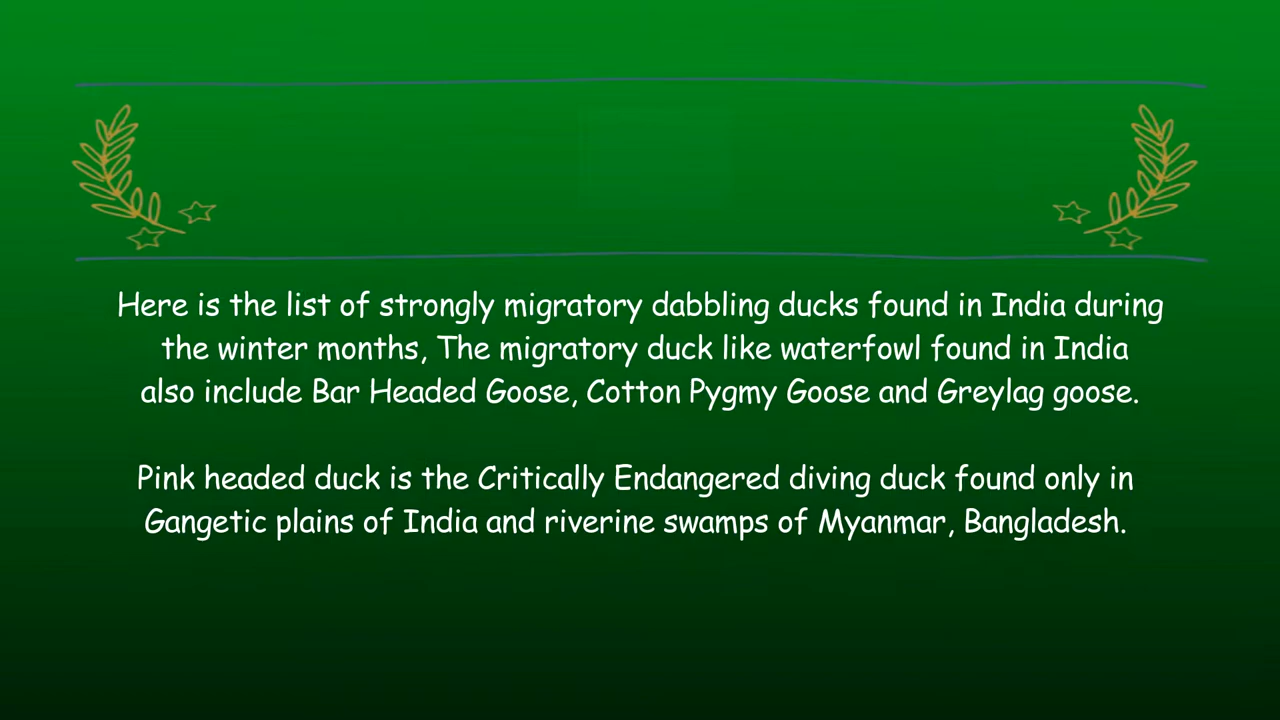 Here is the list of strongly migratory dabbling ducks found in India during
the winter months, The migratory duck like waterfowl found in India
also include Bar Headed Goose, Cotton Pygmy Goose and Greylag goose.
Pink headed duck is the Critically Endangered diving duck found only in
Gangetic plains of India and riverine swamps of Myanmar, Bangladesh.